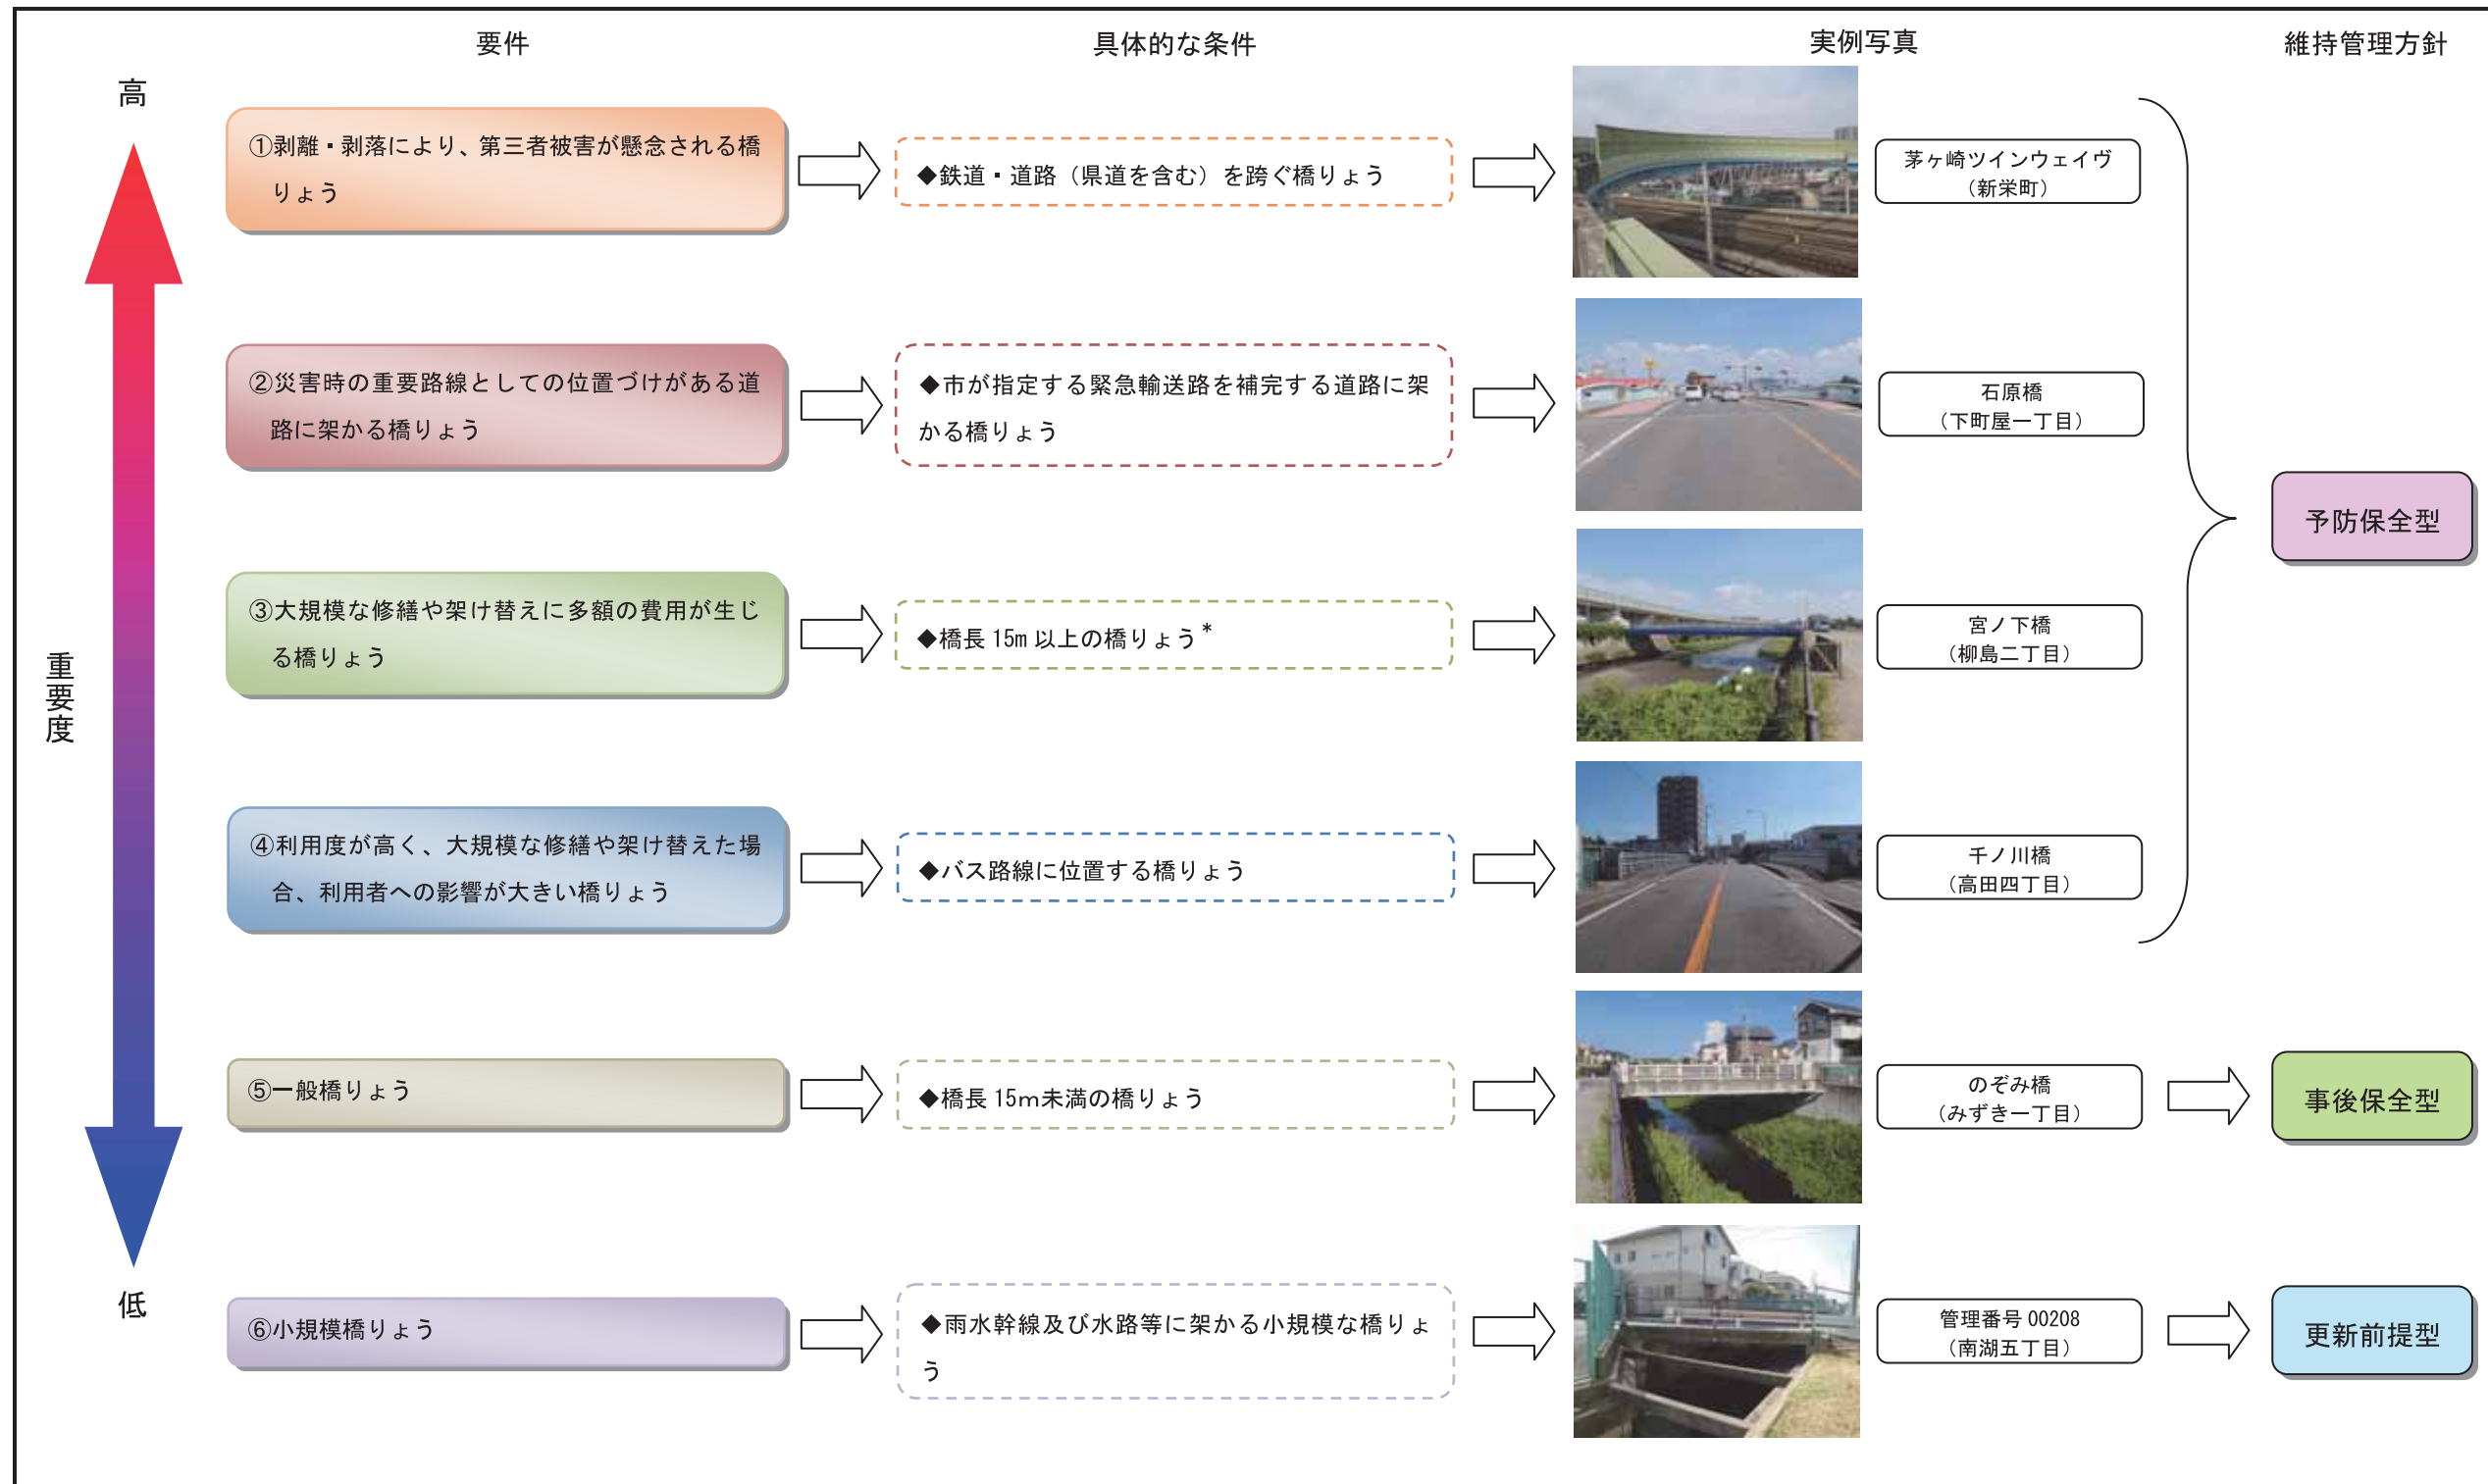 要件
具体的な条件
実例写真
維持管理方針
高
重要度
低
①剥離・剥落により、第三者被害が懸念される橋
りょう
◆鉄道・道路（県道を含む）を跨ぐ橋りょう
茅ヶ崎ツインウェイヴ
（新栄町）
②災害時の重要路線としての位置づけがある道
路に架かる橋りょう
◆市が指定する緊急輸送路を補完する道路に架
かる橋りょう
石原橋
（下町屋一丁目）
予防保全型
③大規模な修繕や架け替えに多額の費用が生じ
る橋りょう
◆橋長 15m 以上の橋りょう*
宮ノ下橋
（柳島二丁目）
④利用度が高く、大規模な修繕や架け替えた場
合、利用者への影響が大きい橋りょう
◆バス路線に位置する橋りょう
千ノ川橋
（高田四丁目）
⑤一般橋りょう
◆橋長 15ｍ未満の橋りょう
のぞみ橋
（みずき一丁目）
事後保全型
⑥小規模橋りょう
◆雨水幹線及び水路等に架かる小規模な橋りょ
う
管理番号 00208
（南湖五丁目）
更新前提型